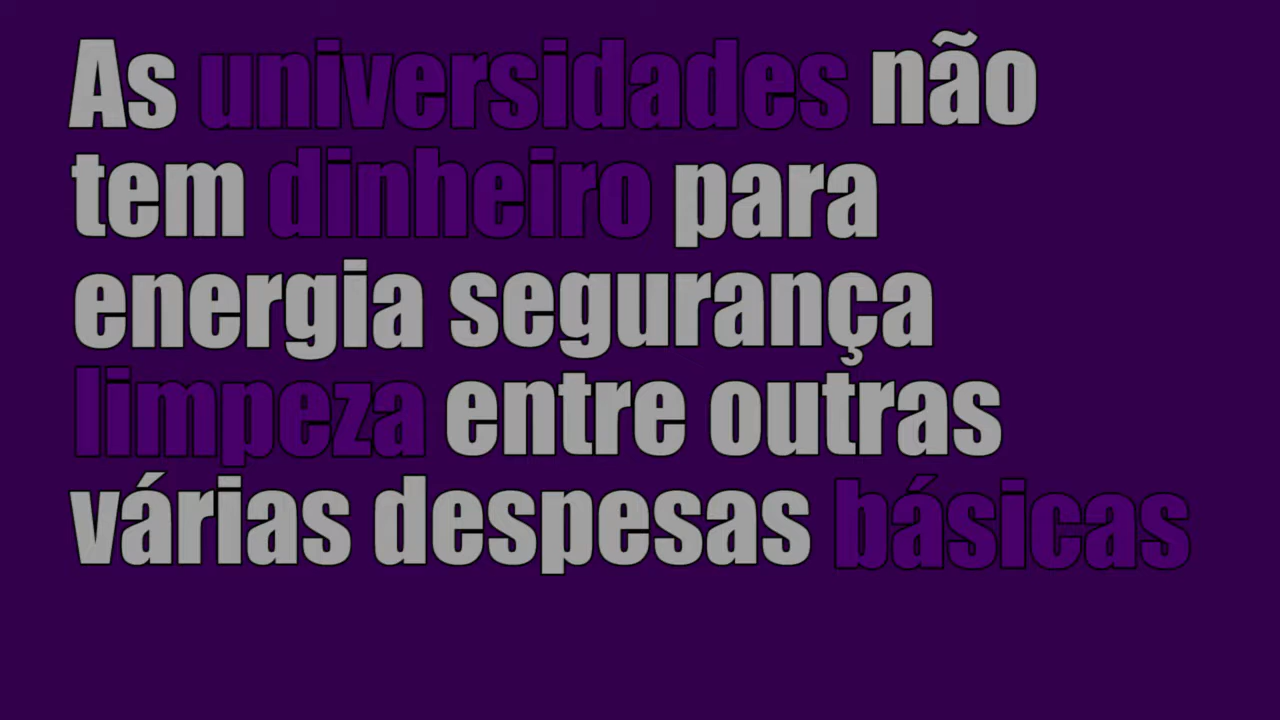 As universidades não
tem dinheiro para
energia segurança
limpeza entre outras
várias despesas básicas